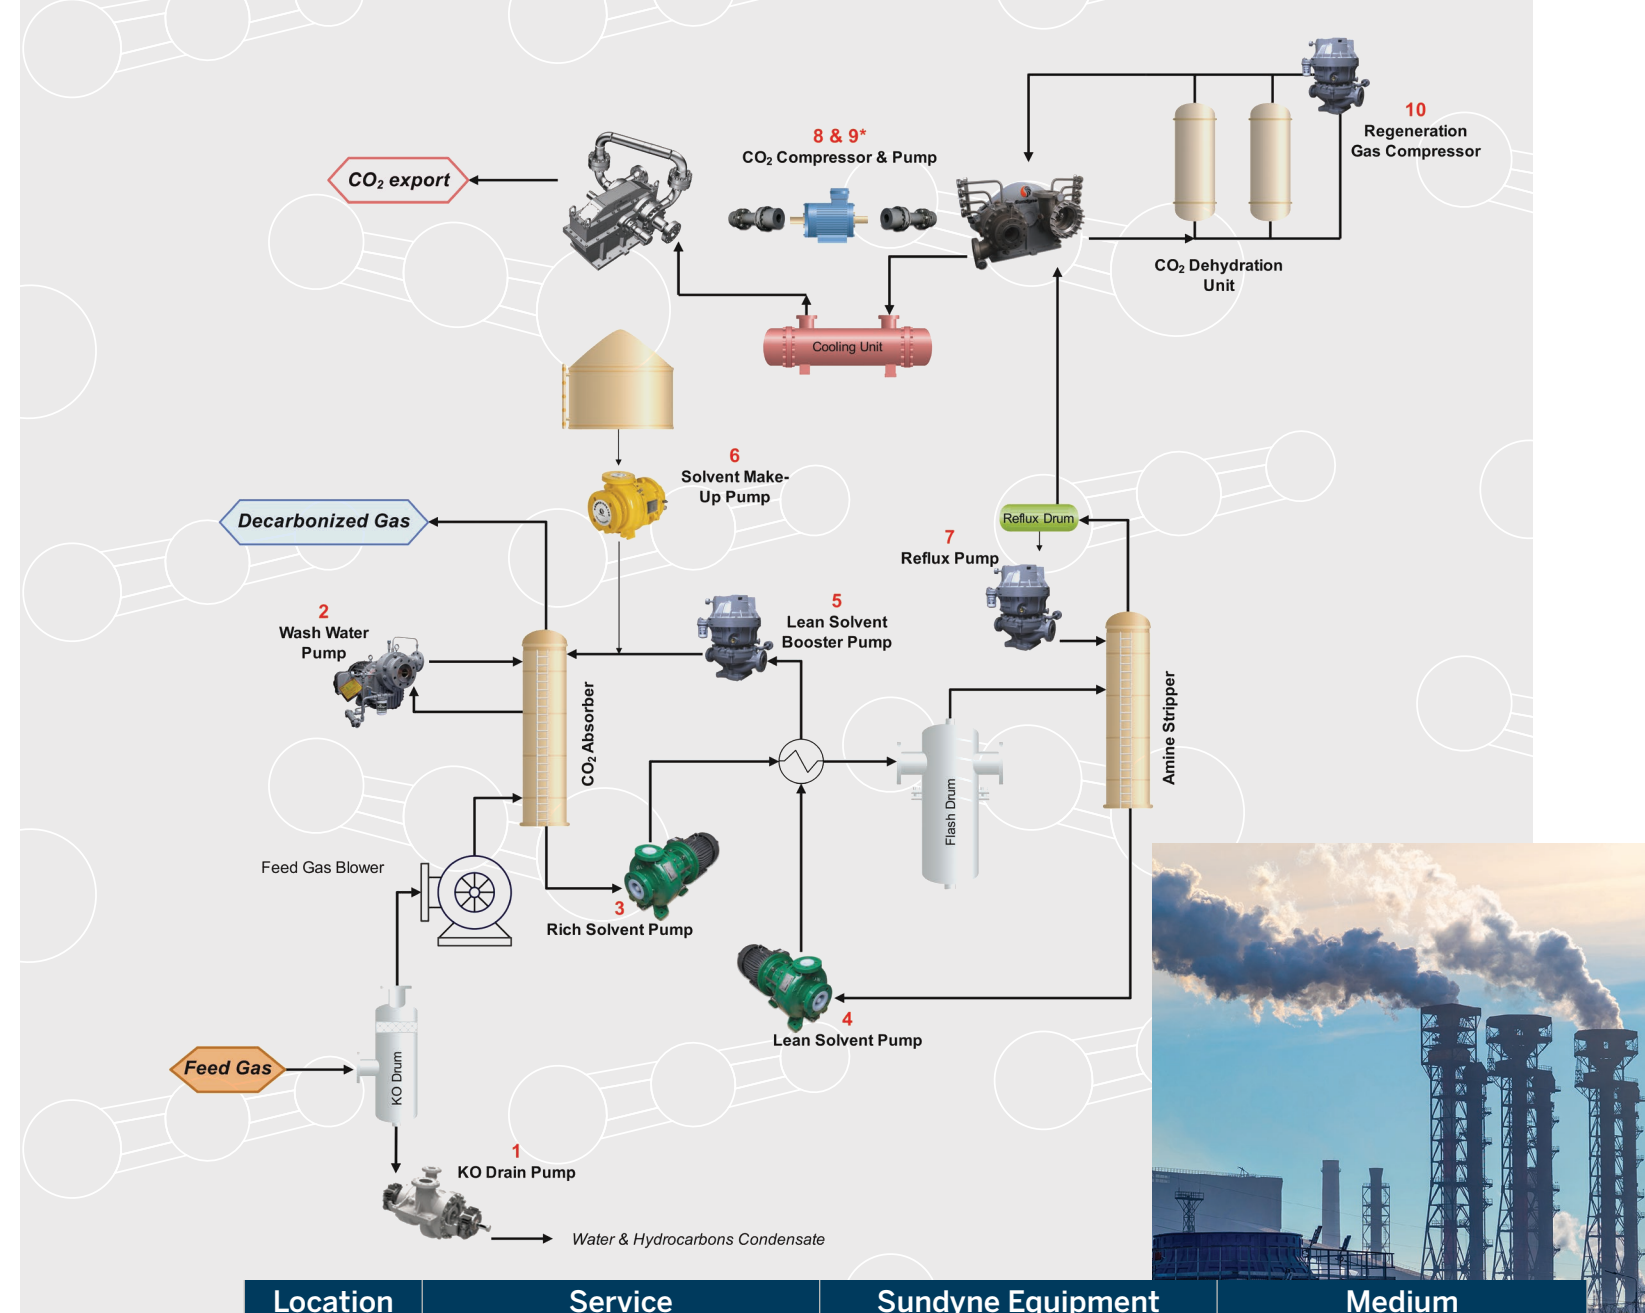 10
Regeneration
Gas Compressor
8 & 9*
CO₂ Compressor & Pump
CO₂ export
CO₂ Dehydration
Unit
Cooling Unit
6
Solvent Make-
Up Pump
Decarbonized Gas
Reflux Drum
7
Reflux Pump
2
Wash Water
Pump
5
Lean Solvent
Booster Pump
CO₂ Absorber
Amine Stripper
Flash Drum
Feed Gas Blower
3
Rich Solvent Pump
4
Lean Solvent Pump
Feed Gas
KO Drum
1
KO Drain Pump
Water & Hydrocarbons Condensate
Location Service Sundyne Equipment Medium